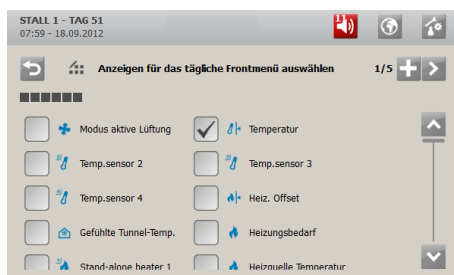 STALL 1 - TAG 51
07:59 - 18.09.2012
Anzeigen für das tägliche Frontmenü auswählen 1/5
Modus aktive Lüftung Temperatur
Temp.sensor 2 Temp.sensor 3
Temp.sensor 4 Heiz. Offset
Gefühlte Tunnel-Temp. Heizungsbedarf
Stand-alone heater 1 Heizquelle Temperatur